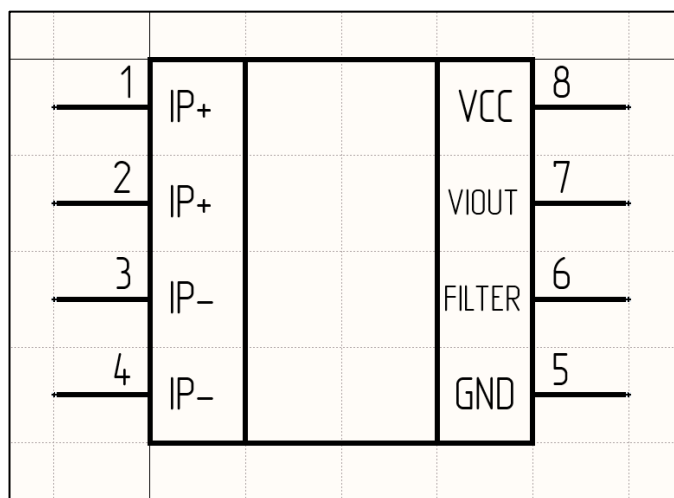 1 IP+ VCC 8
2 IP+ VIOUT 7
3 IP- FILTER 6
4 IP- GND 5